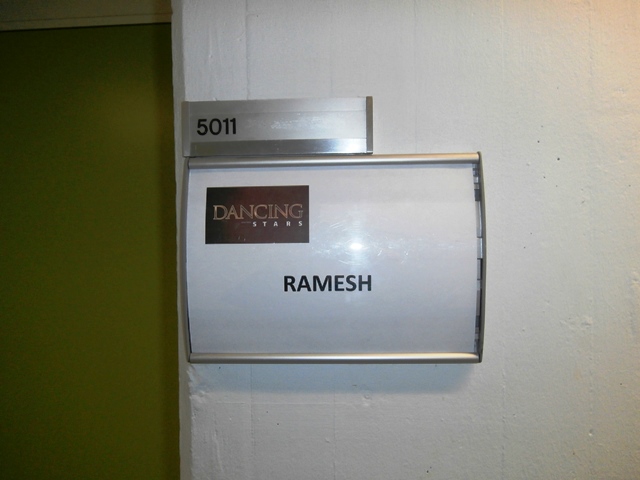 5011
DANCING
STARS
RAMESH